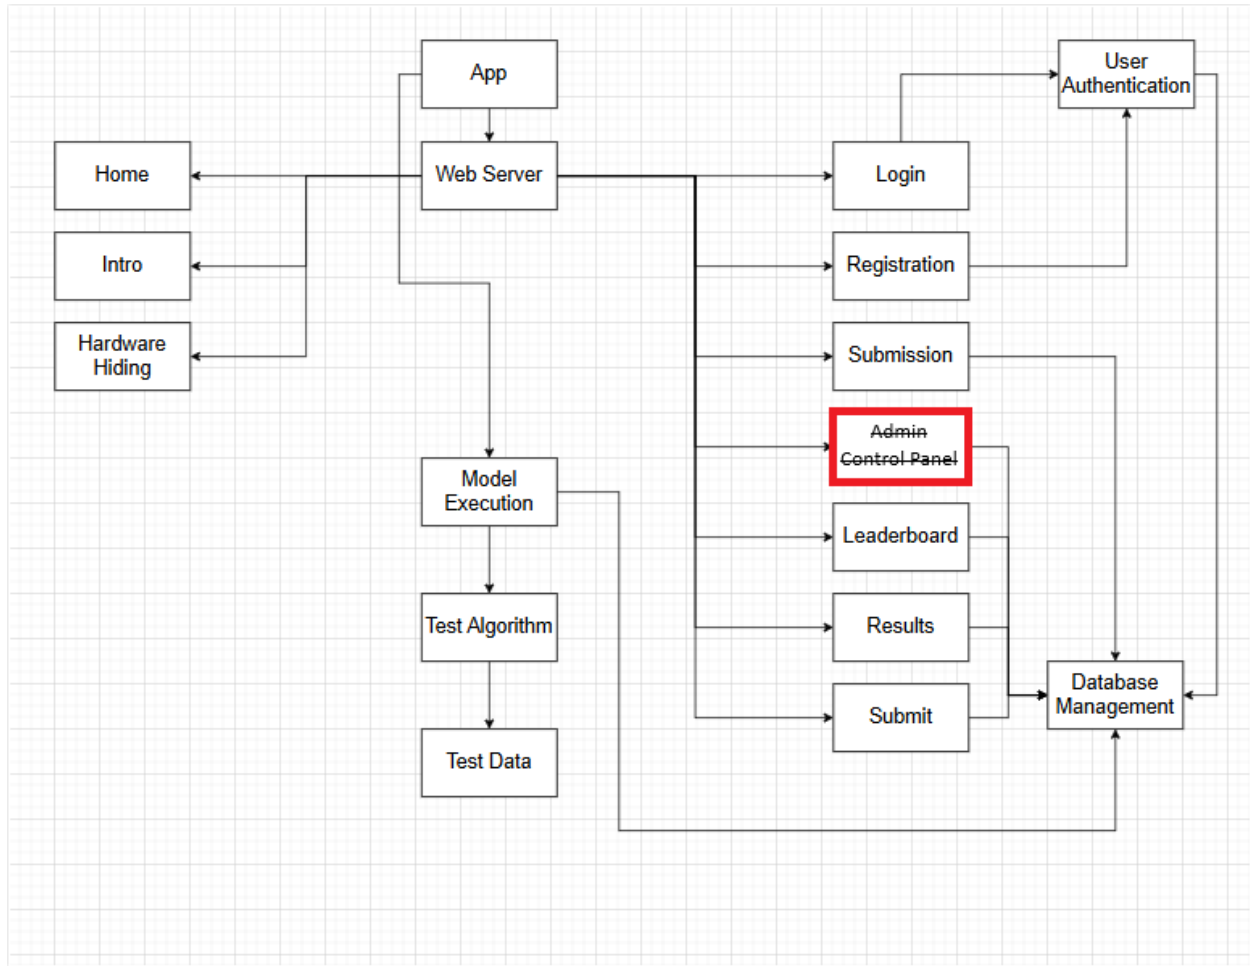 App
User
Authentication
Home
Web Server
Login
Intro
Registration
Hardware
Hiding
Submission
Admin
Control Panel
Model
Execution
Leaderboard
Test Algorithm
Results
Database
Management
Submit
Test Data